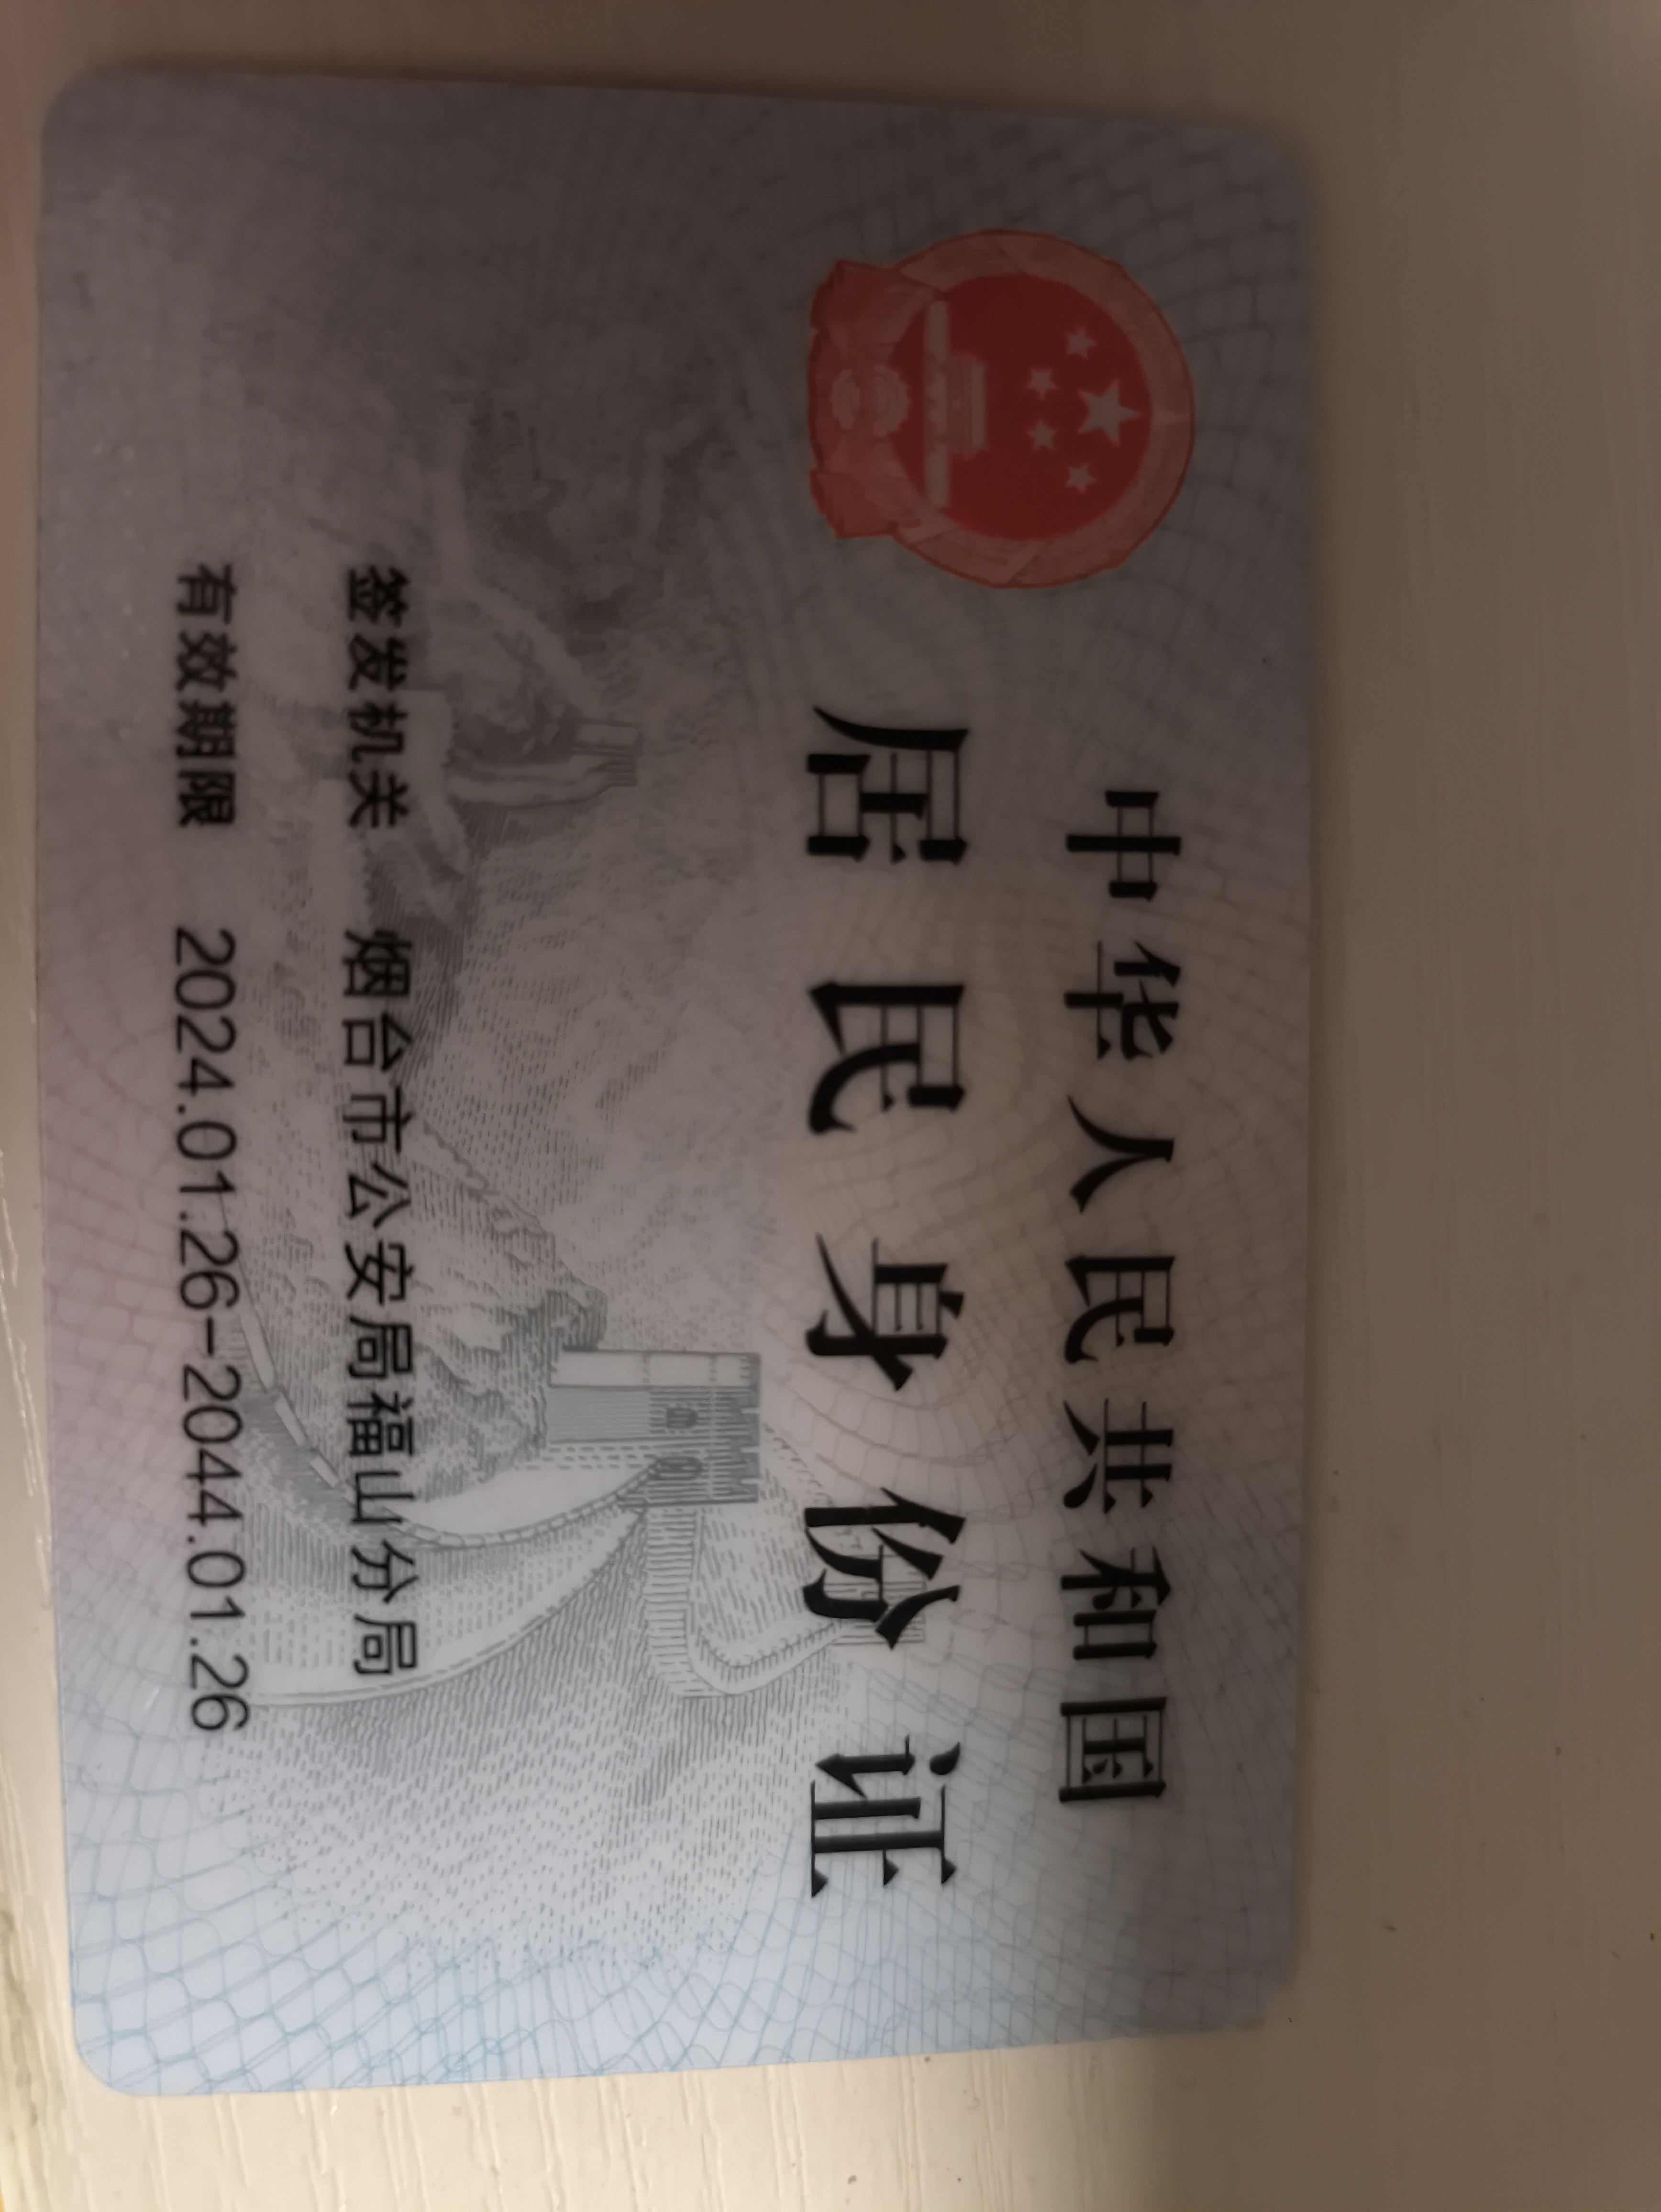 中华人民共和国
居民身份证
签发机关 烟台市公安局福山分局
有效期限 2024.01.26-2044.01.26